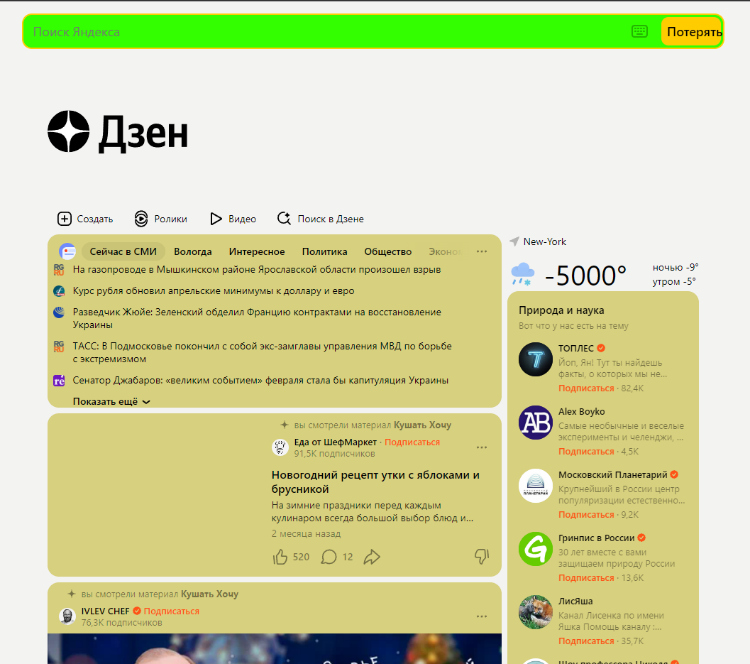 Поиск Яндекса
Потерять
Дзен
Создать
Ролики
Видео
Поиск в Дзене
Сейчас в СМИ
Вологда
Интересное
Политика
Общество
Эконо
На газопроводе в Мышкинском районе Ярославской области произошел взрыв
Курс рубля обновил апрельские минимумы к доллару и евро
Разведчик Жюйе: Зеленский обделил Францию контрактами на восстановление
Украины
ТАСС: В Подмосковье покончил с собой экс-замглавы управления МВД по борьбе
с экстремизмом
Сенатор Джабаров: «великим событием» февраля стала бы капитуляция Украины
Показать ещё
вы смотрели материал Кушать Хочу
Еда от ШефМаркет · Подписаться
91,5K подписчиков
Новогодний рецепт утки с яблоками и
брусникой
На зимние праздники перед каждым
кулинаром всегда большой выбор блюд и...
2 месяца назад
520
12
вы смотрели материал Кушать Хочу
IVLEV CHEF Подписаться
76,3K подписчиков
New-York
-5000°
ночью -9°
утром -5°
Природа и наука
Вот что у нас есть на тему
ТОПЛЕС
Йоп, Ян! Тут ты найдешь
факты, о которых мы не...
Подписаться · 82,4K
AB
Alex Boyko
Самые необычные и веселые
эксперименты и челенджи, ...
Подписаться · 4,5K
Московский Планетарий
Крупнейший в России центр
популяризации естественно...
Подписаться · 9,2K
Гринпис в России
30 лет вместе с вами
защищаем природу России
Подписаться · 13,6K
ЛисЯша
Канал Лисенка по имени
Яшка Помощь каналу :...
Подписаться · 35,7K